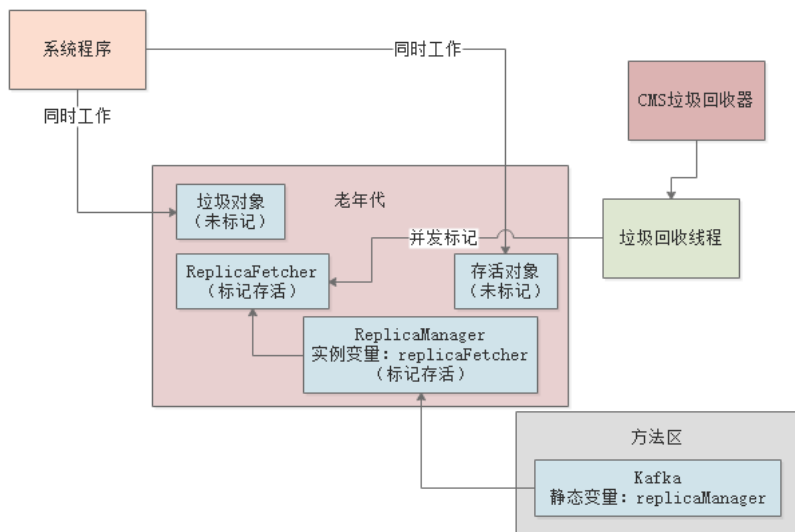 系统程序
同时工作
同时工作
CMS垃圾回收器
老年代
垃圾对象
（未标记）
并发标记
垃圾回收线程
ReplicaFetcher
（标记存活）
存活对象
（未标记）
ReplicaManager
实例变量：replicaFetcher
（标记存活）
方法区
Kafka
静态变量：replicaManager